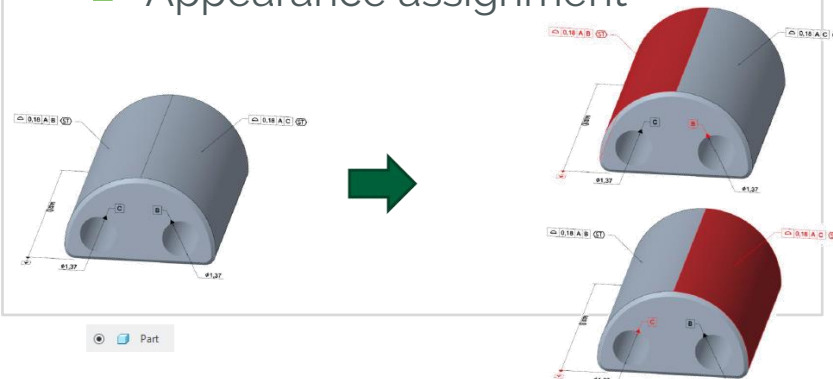 Appearance assignment
⌓ 0,18 A B ST
⌓ 0,18 A C
⌓ 0,18 A B ST
⌓ 0,18 A C ST
C
B
ø1,37
ø1,37
C
B
ø1,37
ø1,37
⌓ 0,18 A B ST
⌓ 0,18 A C
C
B
Part